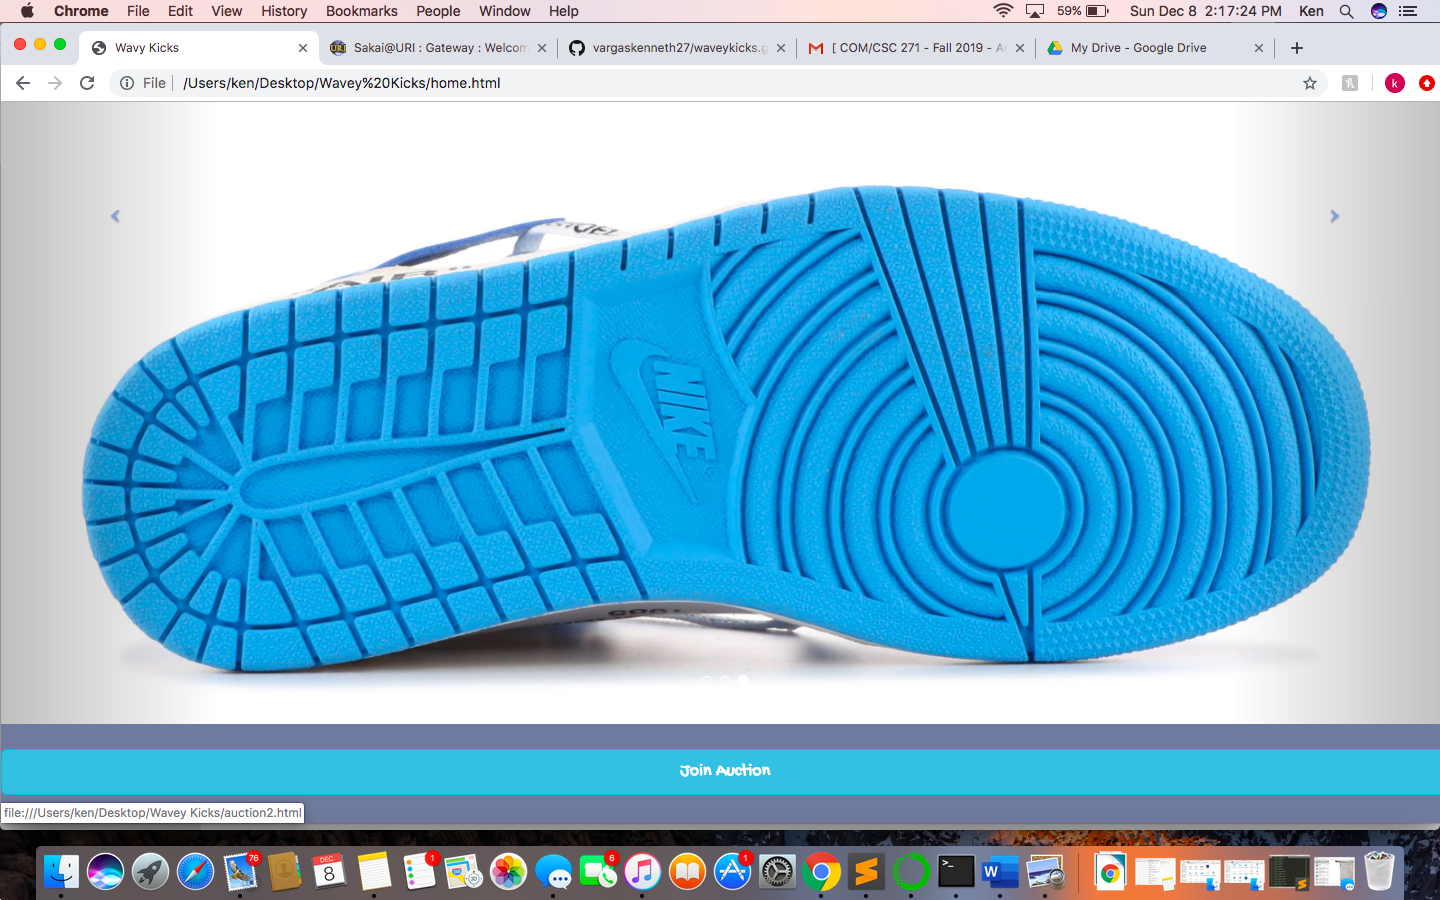 Chrome File Edit View History Bookmarks People Window Help 59% Sun Dec 8 2:17:24 PM Ken
Wavy Kicks
Sakai@URI : Gateway : Welcom
vargaskenneth27/waveykicks.g
[ COM/CSC 271 - Fall 2019 - A
My Drive - Google Drive
File /Users/ken/Desktop/Wavey%20Kicks/home.html
k
NIKE
Join Auction
file:///Users/ken/Desktop/Wavey Kicks/auction2.html
76
DEC
8
1
6
1
W